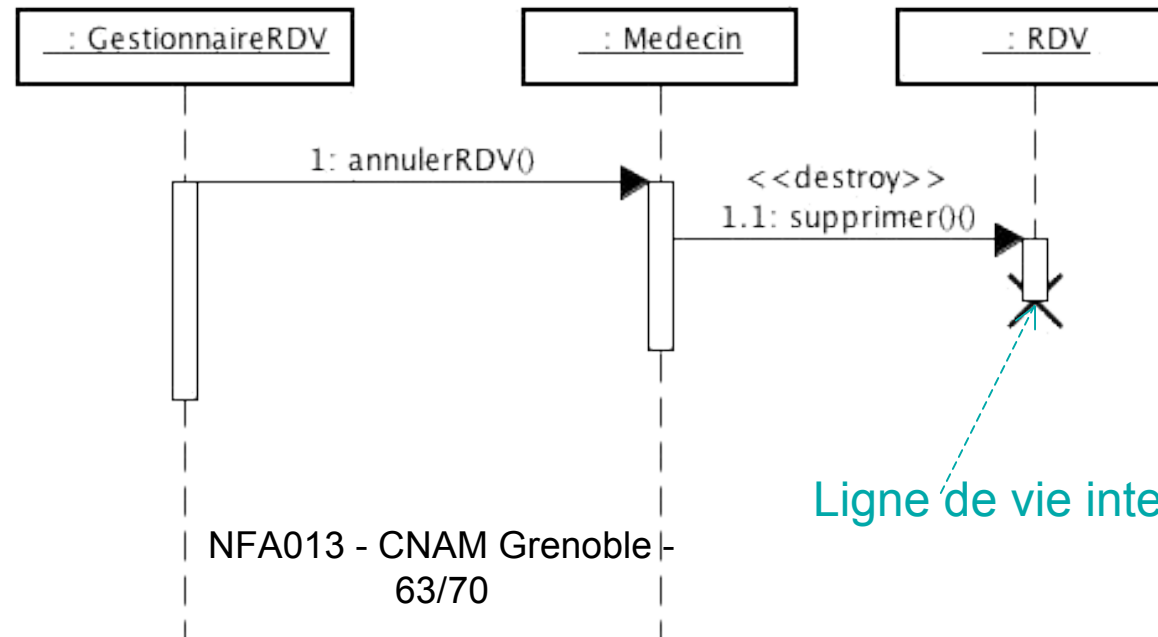 : GestionnaireRDV
: Medecin
: RDV
1: annulerRDV()
<<destroy>>
1.1: supprimer()()
Ligne de vie inte
NFA013 - CNAM Grenoble -
63/70